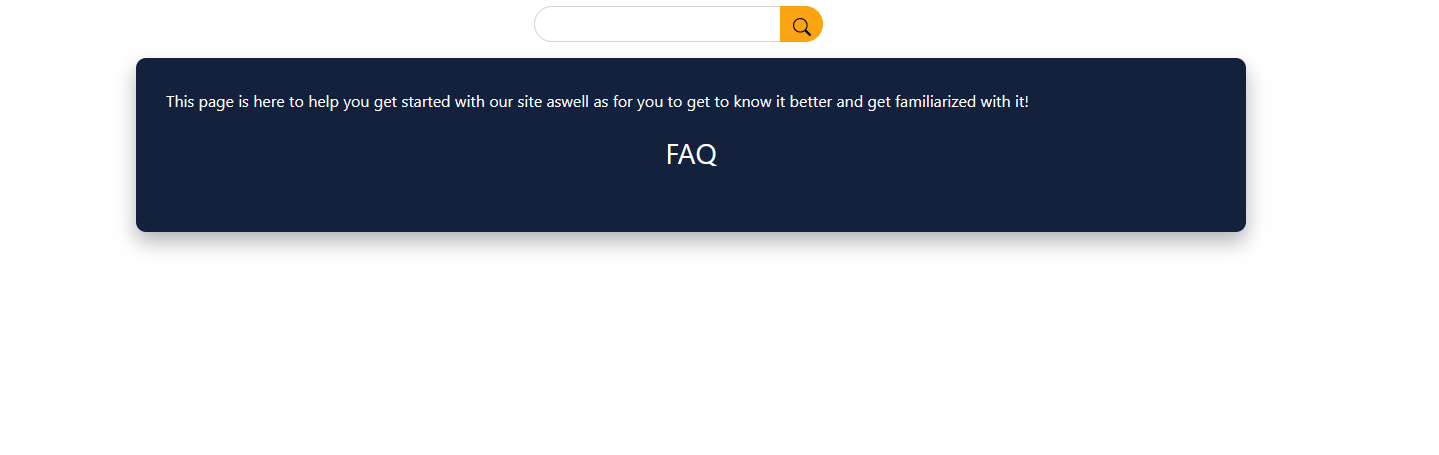 This page is here to help you get started with our site aswell as for you to get to know it better and get familiarized with it!
FAQ